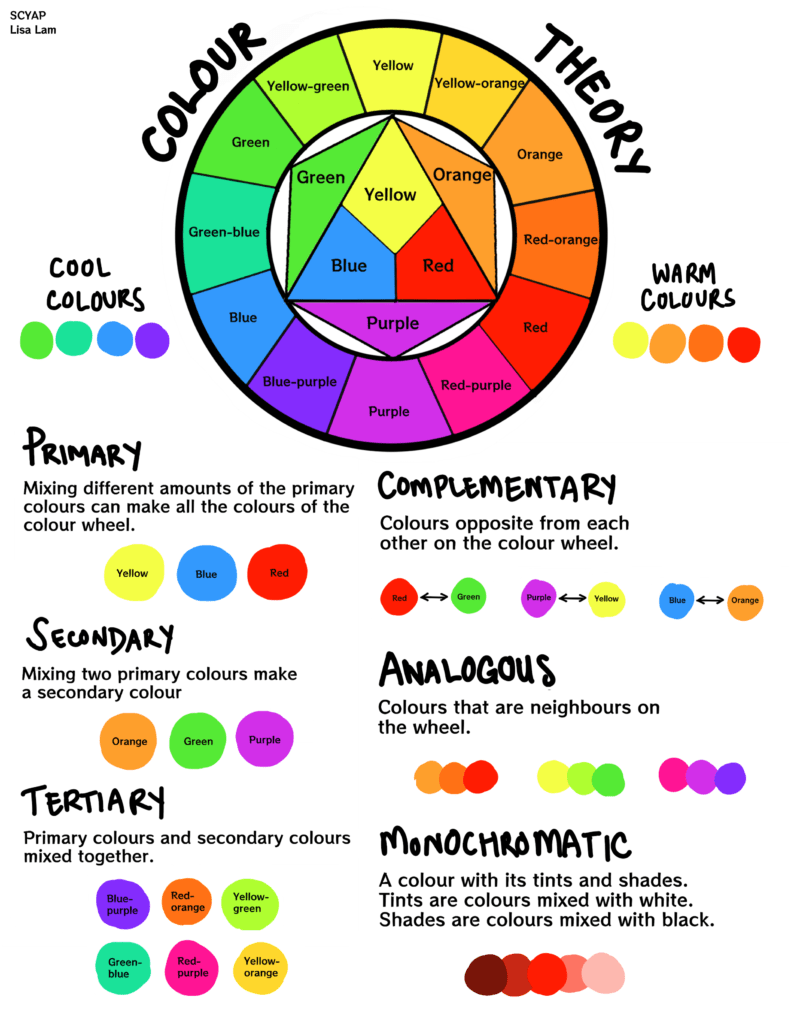 SCYAP
Lisa Lam
COLOUR
THEORY
Yellow
Yellow-orange
Orange
Red-orange
Red
Red-purple
Purple
Blue-purple
Blue
Green-blue
Green
Yellow-green
Green
Yellow
Orange
Blue
Red
Purple
COOL
COLOURS
WARM
COLOURS
PRIMARY
Mixing different amounts of the primary
colours can make all the colours of the
colour wheel.
Yellow
Blue
Red
SECONDARY
Mixing two primary colours make
a secondary colour
Orange
Green
Purple
TERTIARY
Primary colours and secondary colours
mixed together.
Blue-
purple
Red-
orange
Yellow-
green
Green-
blue
Red-
purple
Yellow-
orange
COMPLEMENTARY
Colours opposite from each
other on the colour wheel.
Red
Green
Purple
Yellow
Blue
Orange
ANALOGOUS
Colours that are neighbours on
the wheel.
MONOCHROMATIC
A colour with its tints and shades.
Tints are colours mixed with white.
Shades are colours mixed with black.